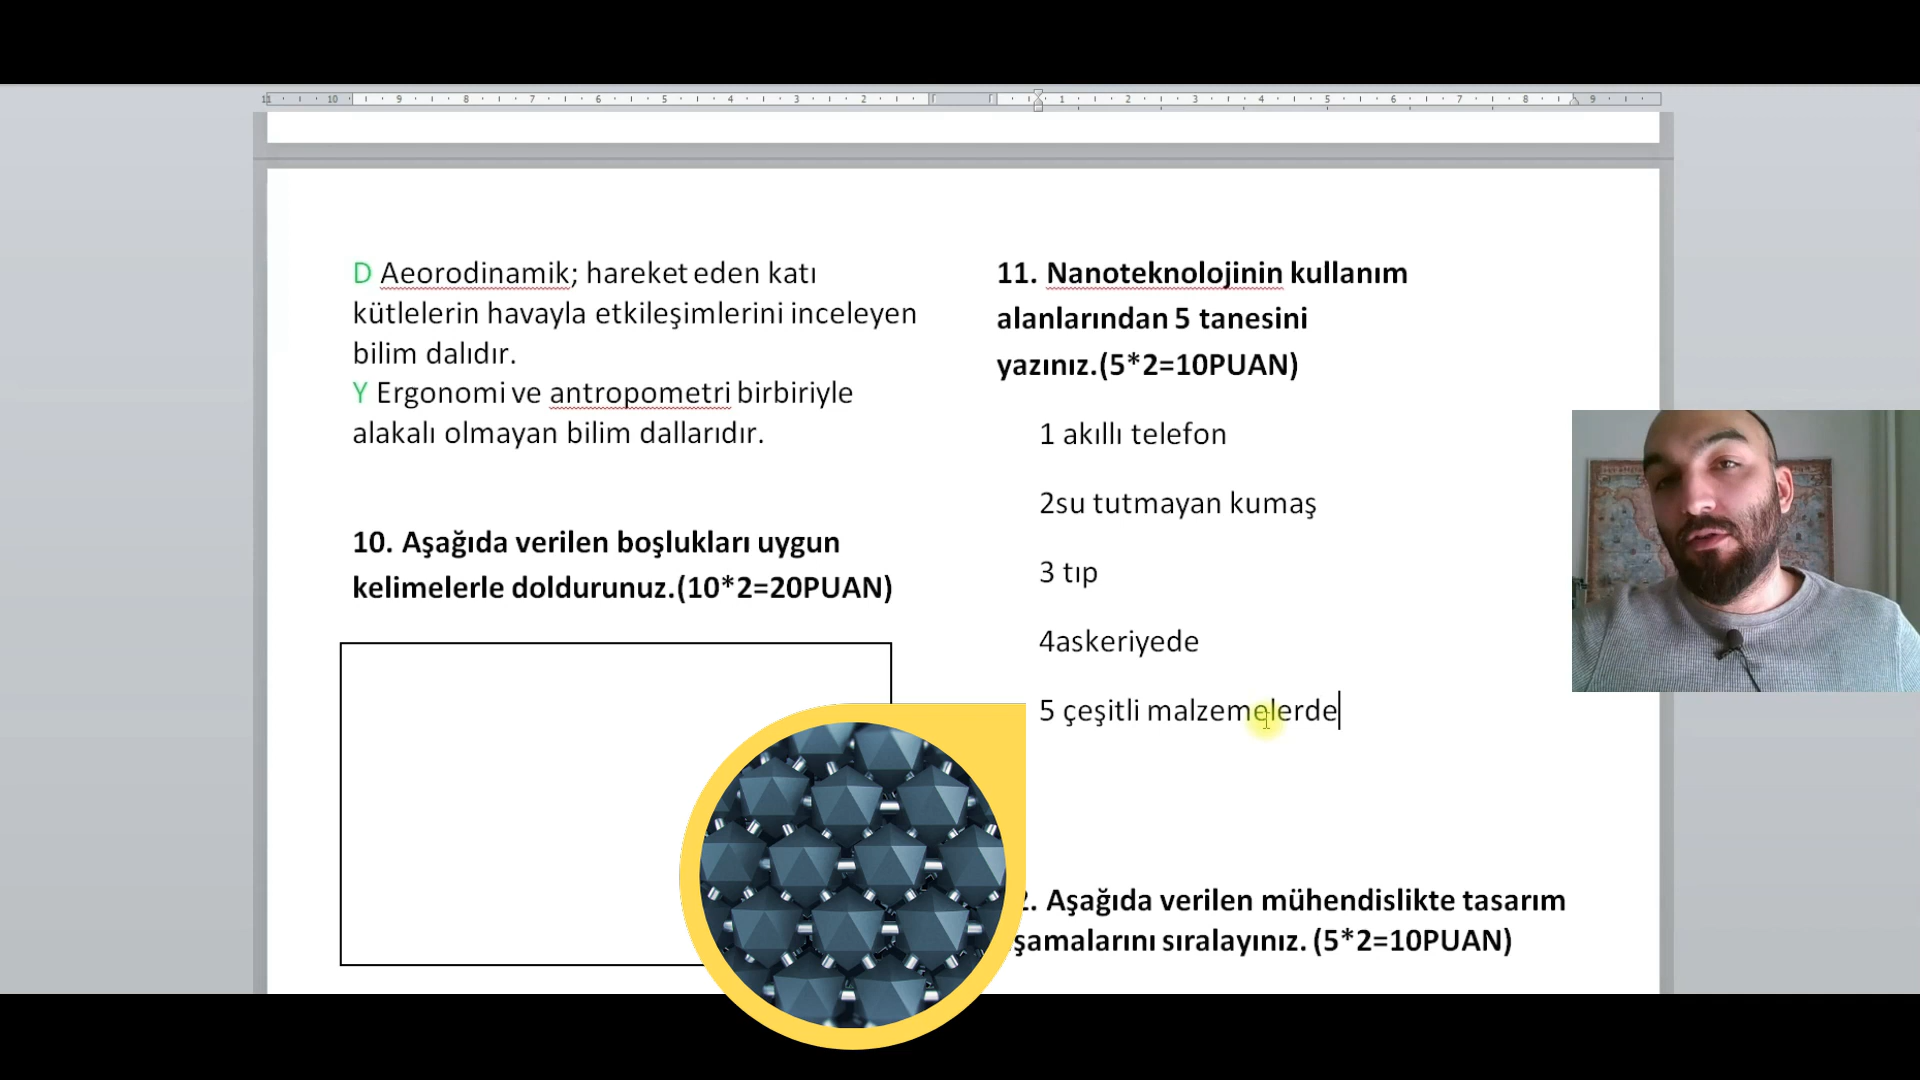 D Aeorodinamik; hareket eden katı
kütlelerin havayla etkileşimlerini inceleyen
bilim dalıdır.
Y Ergonomi ve antropometri birbiriyle
alakalı olmayan bilim dallarıdır.
10. Aşağıda verilen boşlukları uygun
kelimelerle doldurunuz.(10*2=20PUAN)
11. Nanoteknolojinin kullanım
alanlarından 5 tanesini
yazınız.(5*2=10PUAN)
1 akıllı telefon
2su tutmayan kumaş
3 tıp
4askeriyede
5 çeşitli malzemelerde
2. Aşağıda verilen mühendislikte tasarım
şamalarını sıralayınız. (5*2=10PUAN)